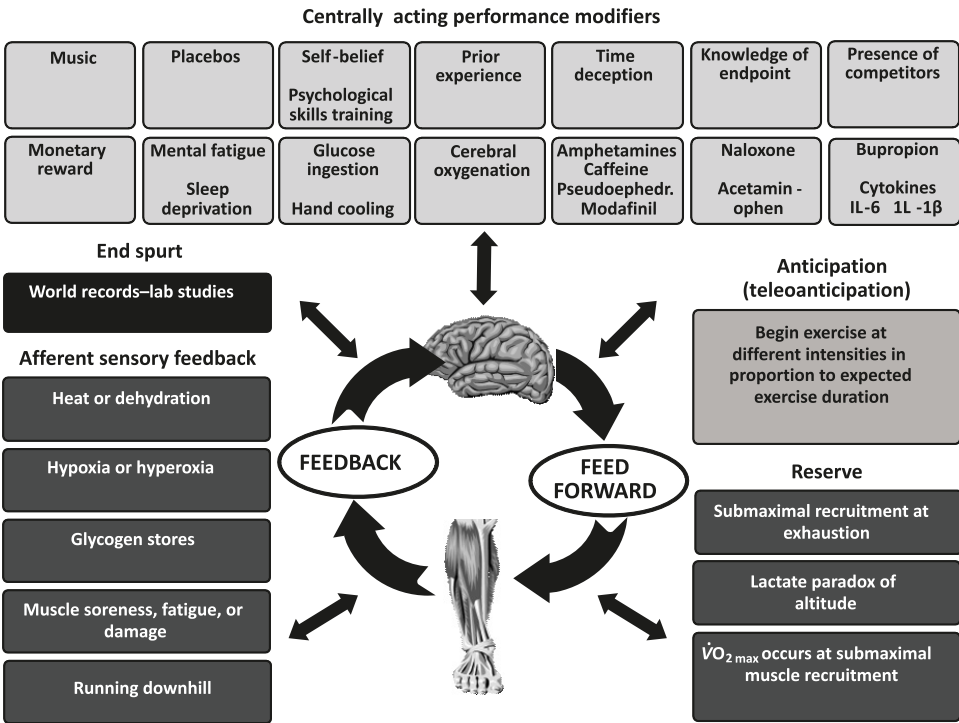 Centrally acting performance modifiers
Music
Placebos
Self-belief
Psychological
skills training
Prior
experience
Time
deception
Knowledge of
endpoint
Presence of
competitors
Monetary
reward
Mental fatigue
Sleep
deprivation
Glucose
ingestion
Hand cooling
Cerebral
oxygenation
Amphetamines
Caffeine
Pseudoephedr.
Modafinil
Naloxone
Acetamin -
ophen
Bupropion
Cytokines
IL-6 1L -1β
End spurt
World records–lab studies
Afferent sensory feedback
Heat or dehydration
Hypoxia or hyperoxia
Glycogen stores
Muscle soreness, fatigue, or
damage
Running downhill
FEEDBACK
FEED
FORWARD
Anticipation
(teleoanticipation)
Begin exercise at
different intensities in
proportion to expected
exercise duration
Reserve
Submaximal recruitment at
exhaustion
Lactate paradox of
altitude
V̇O2 max occurs at submaximal
muscle recruitment